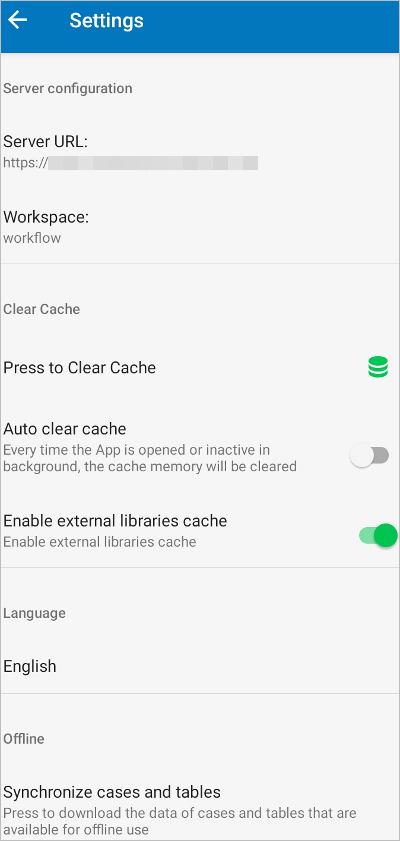 Settings
Server configuration
Server URL:
https://
Workspace:
workflow
Clear Cache
Press to Clear Cache
Auto clear cache
Every time the App is opened or inactive in
background, the cache memory will be cleared
Enable external libraries cache
Enable external libraries cache
Language
English
Offline
Synchronize cases and tables
Press to download the data of cases and tables that are
available for offline use